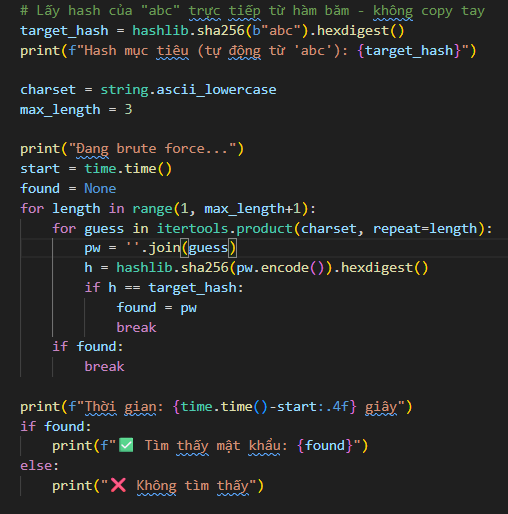 # Lấy hash của "abc" trực tiếp từ hàm băm - không copy tay
target_hash = hashlib.sha256(b"abc").hexdigest()
print(f"Hash mục tiêu (tự động từ 'abc'): {target_hash}")

charset = string.ascii_lowercase
max_length = 3

print("Đang brute force...")
start = time.time()
found = None
for length in range(1, max_length+1):
    for guess in itertools.product(charset, repeat=length):
        pw = ''.join(guess)
        h = hashlib.sha256(pw.encode()).hexdigest()
        if h == target_hash:
            found = pw
            break
    if found:
        break

print(f"Thời gian: {time.time()-start:.4f} giây")
if found:
    print(f"✅ Tìm thấy mật khẩu: {found}")
else:
    print("❌ Không tìm thấy")